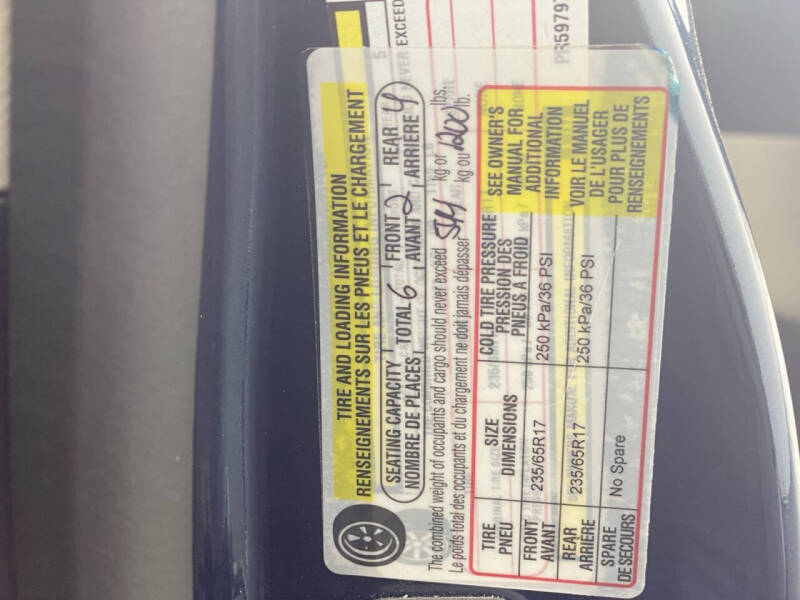 TIRE AND LOADING INFORMATION
RENSEIGNEMENTS SUR LES PNEUS ET LE CHARGEMENT
SEATING CAPACITY TOTAL 6 FRONT 2 REAR 4
NOMBRE DE PLACES AVANT ARRIÈRE
The combined weight of occupants and cargo should never exceed 544 kg or 1200 lbs.
Le poids total des occupants et du chargement ne doit jamais dépasser kg ou lb.
TIRE SIZE COLD TIRE PRESSURE SEE OWNER'S
PNEU DIMENSIONS PRESSION DES MANUAL FOR
PNEUS A FROID ADDITIONAL
FRONT 235/65R17 250 kPa/36 PSI INFORMATION
AVANT
REAR 235/65R17 250 kPa/36 PSI VOIR LE MANUEL
ARRIÈRE DE L'USAGER
SPARE No Spare POUR PLUS DE
DE SECOURS RENSEIGNEMENTS
NEVER EXCEED